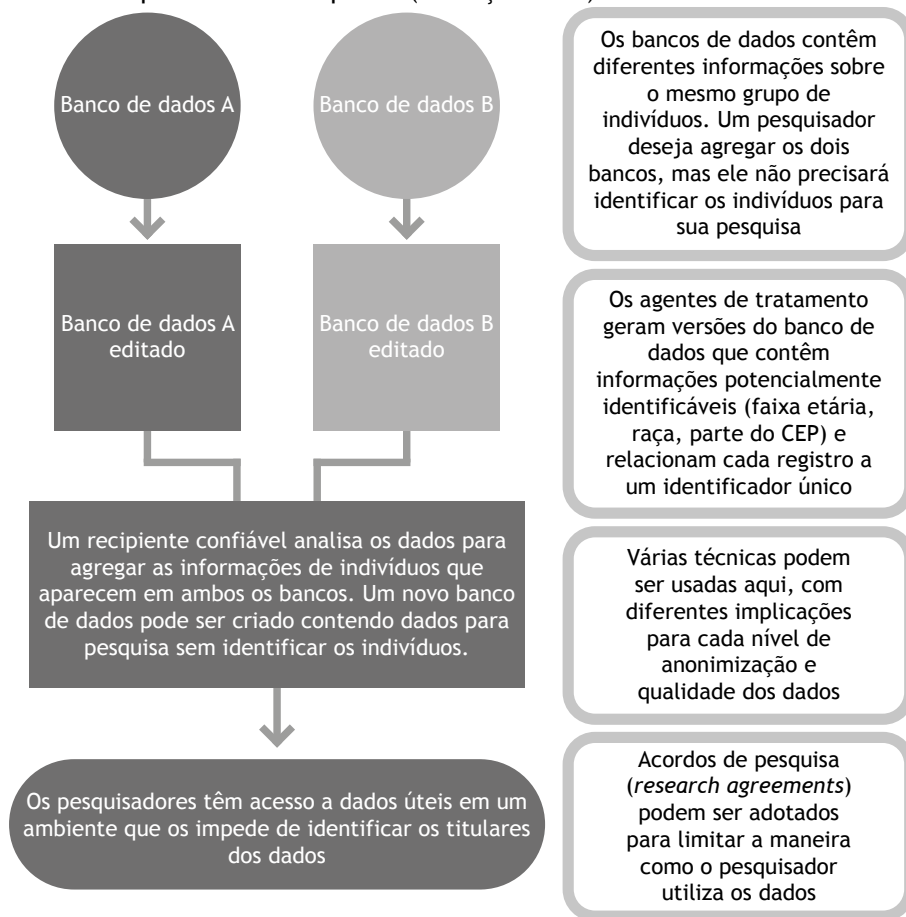 Banco de dados A
Banco de dados B
Os bancos de dados contêm
diferentes informações sobre
o mesmo grupo de
indivíduos. Um pesquisador
deseja agregar os dois
bancos, mas ele não precisará
identificar os indivíduos para
sua pesquisa
Banco de dados A
editado
Banco de dados B
editado
Os agentes de tratamento
geram versões do banco de
dados que contêm
informações potencialmente
identificáveis (faixa etária,
raça, parte do CEP) e
relacionam cada registro a
um identificador único
Um recipiente confiável analisa os dados para
agregar as informações de indivíduos que
aparecem em ambos os bancos. Um novo banco
de dados pode ser criado contendo dados para
pesquisa sem identificar os indivíduos.
Várias técnicas podem
ser usadas aqui, com
diferentes implicações
para cada nível de
anonimização e
qualidade dos dados
Os pesquisadores têm acesso a dados úteis em um
ambiente que os impede de identificar os titulares
dos dados
Acordos de pesquisa
(research agreements)
podem ser adotados
para limitar a maneira
como o pesquisador
utiliza os dados